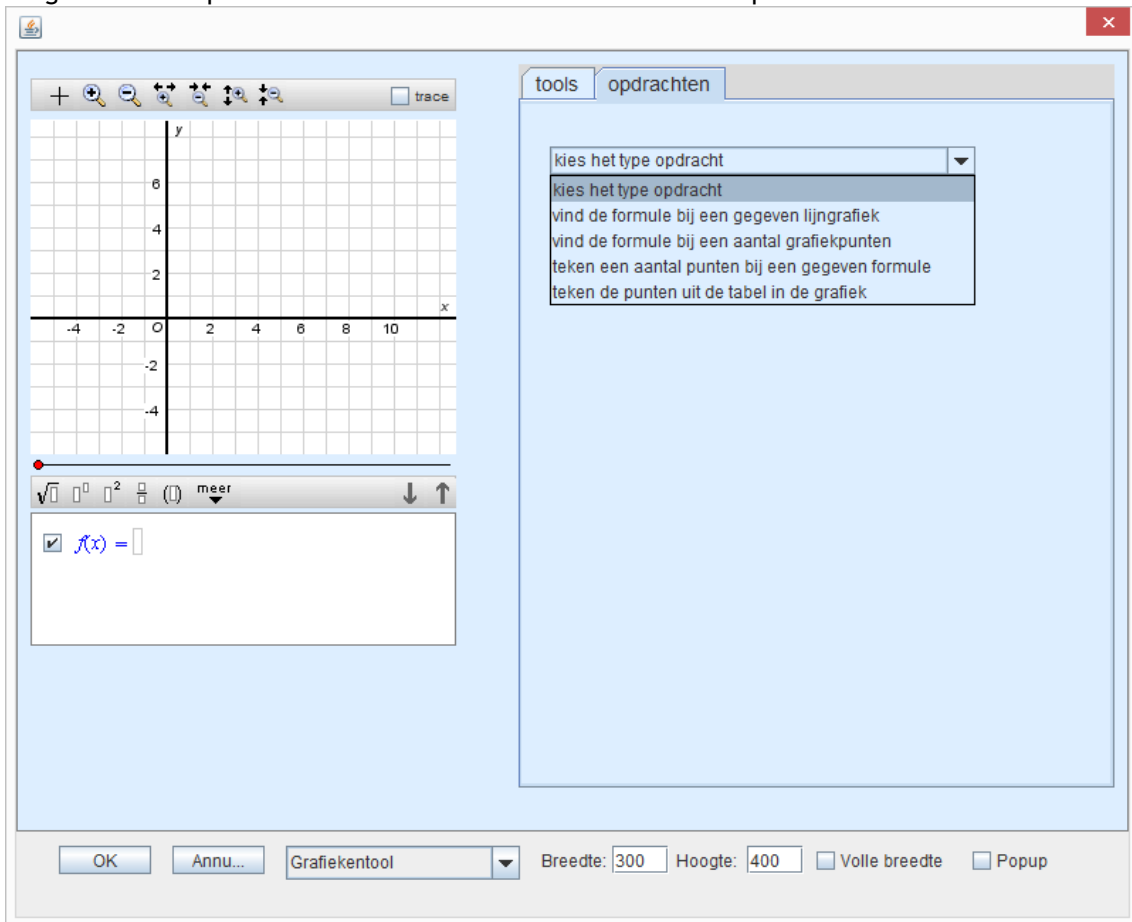 trace
y
6
4
2
x
-4 -2 O 2 4 6 8 10
-2
-4
meer
f(x) =
tools opdrachten
kies het type opdracht
kies het type opdracht
vind de formule bij een gegeven lijngrafiek
vind de formule bij een aantal grafiekpunten
teken een aantal punten bij een gegeven formule
teken de punten uit de tabel in de grafiek
OK Annu... Grafiekentool Breedte: 300 Hoogte: 400 Volle breedte Popup